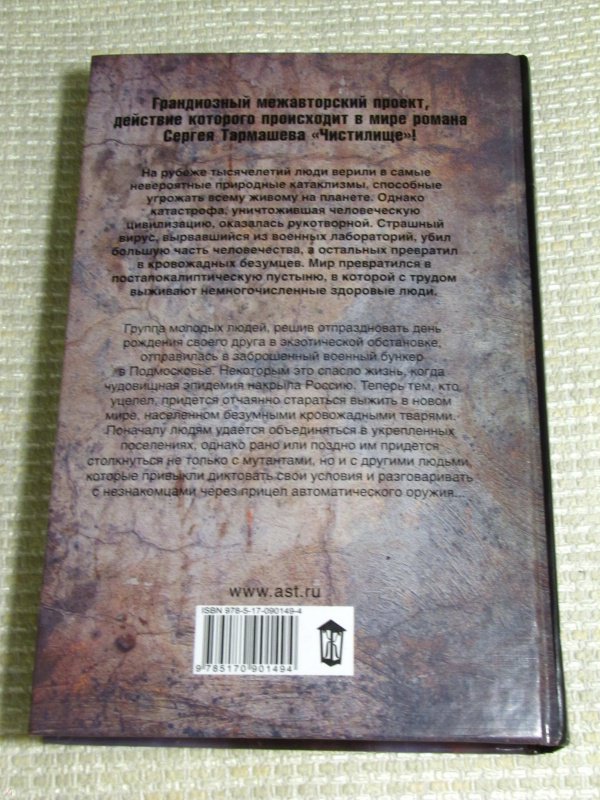 Грандиозный межавторский проект,
действие которого происходит в мире романа
Сергея Тармашева «Чистилище»!
На рубеже тысячелетий люди верили в самые
невероятные природные катаклизмы, способные
угрожать всему живому на планете. Однако
катастрофа, уничтожившая человеческую
цивилизацию, оказалась рукотворной. Страшный
вирус, вырвавшийся из военных лабораторий, убил
большую часть человечества, а остальных превратил
в кровожадных безумцев. Мир превратился в
постапокалиптическую пустыню, в которой с трудом
выживают немногочисленные здоровые люди.
Группа молодых людей, решив отпраздновать день
рождения своего друга в экзотической обстановке,
отправилась в заброшенный военный бункер
в Подмосковье. Некоторым это спасло жизнь, когда
чудовищная эпидемия накрыла Россию. Теперь тем, кто
уцелел, придется отчаянно стараться выжить в новом
мире, населенном безумными кровожадными тварями.
Поначалу людям удается объединяться в укрепленных
поселениях, однако рано или поздно им придется
столкнуться не только с мутантами, но и с другими людьми,
которые привыкли диктовать свои условия и разговаривать
с незнакомцами через прицел автоматического оружия...
www.ast.ru
ISBN 978-5-17-090149-4
9 785170 901494
Ж